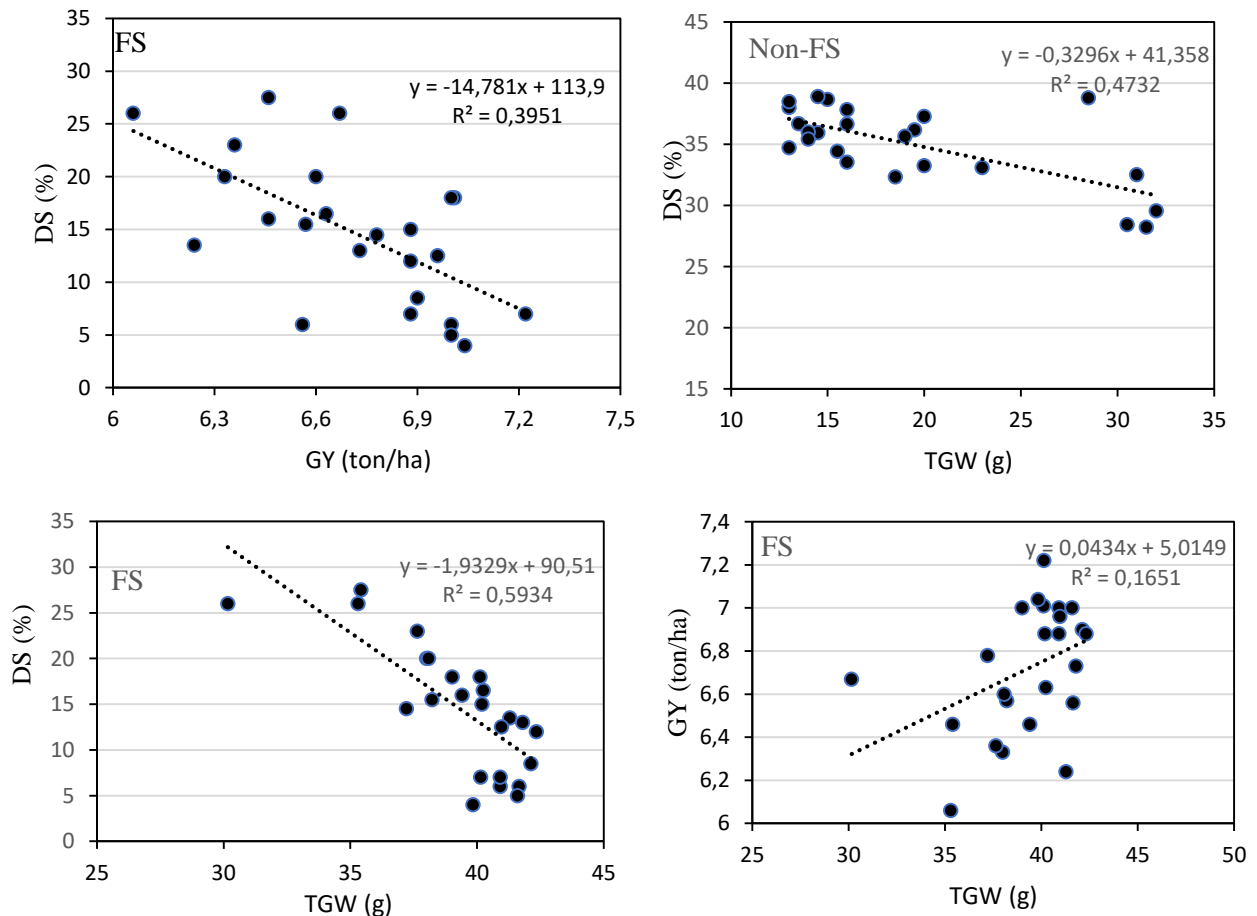 FS
y = -14,781x + 113,9
R² = 0,3951
DS (%)
35
30
25
20
15
10
5
0
6
6,3
6,6
6,9
7,2
7,5
GY (ton/ha)
Non-FS
y = -0,3296x + 41,358
R² = 0,4732
DS (%)
45
40
35
30
25
20
15
10
15
20
25
30
35
TGW (g)
FS
y = -1,9329x + 90,51
R² = 0,5934
DS (%)
35
30
25
20
15
10
5
0
25
30
35
40
45
TGW (g)
FS
y = 0,0434x + 5,0149
R² = 0,1651
GY (ton/ha)
7,4
7,2
7
6,8
6,6
6,4
6,2
6
25
30
35
40
45
50
TGW (g)